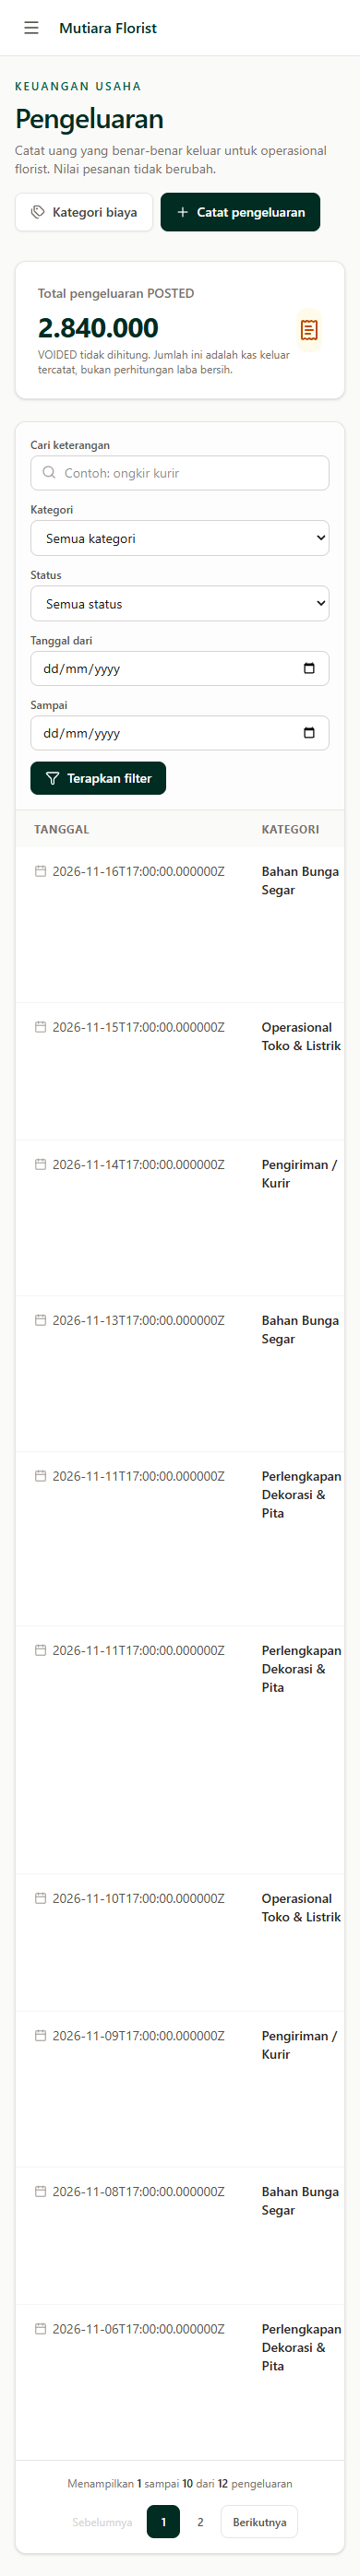 Mutiara Florist
KEUANGAN USAHA
Pengeluaran
Catat uang yang benar-benar keluar untuk operasional
florist. Nilai pesanan tidak berubah.
Kategori biaya
Catat pengeluaran
Total pengeluaran POSTED
2.840.000
VOIDED tidak dihitung. Jumlah ini adalah kas keluar
tercatat, bukan perhitungan laba bersih.
Cari keterangan
Contoh: ongkir kurir
Kategori
Semua kategori
Status
Semua status
Tanggal dari
dd/mm/yyyy
Sampai
dd/mm/yyyy
Terapkan filter
TANGGAL KATEGORI
2026-11-16T17:00:00.000000Z Bahan Bunga
Segar
2026-11-15T17:00:00.000000Z Operasional
Toko & Listrik
2026-11-14T17:00:00.000000Z Pengiriman /
Kurir
2026-11-13T17:00:00.000000Z Bahan Bunga
Segar
2026-11-11T17:00:00.000000Z Perlengkapan
Dekorasi &
Pita
2026-11-11T17:00:00.000000Z Perlengkapan
Dekorasi &
Pita
2026-11-10T17:00:00.000000Z Operasional
Toko & Listrik
2026-11-09T17:00:00.000000Z Pengiriman /
Kurir
2026-11-08T17:00:00.000000Z Bahan Bunga
Segar
2026-11-06T17:00:00.000000Z Perlengkapan
Dekorasi &
Pita
Menampilkan 1 sampai 10 dari 12 pengeluaran
Sebelumnya 1 2 Berikutnya